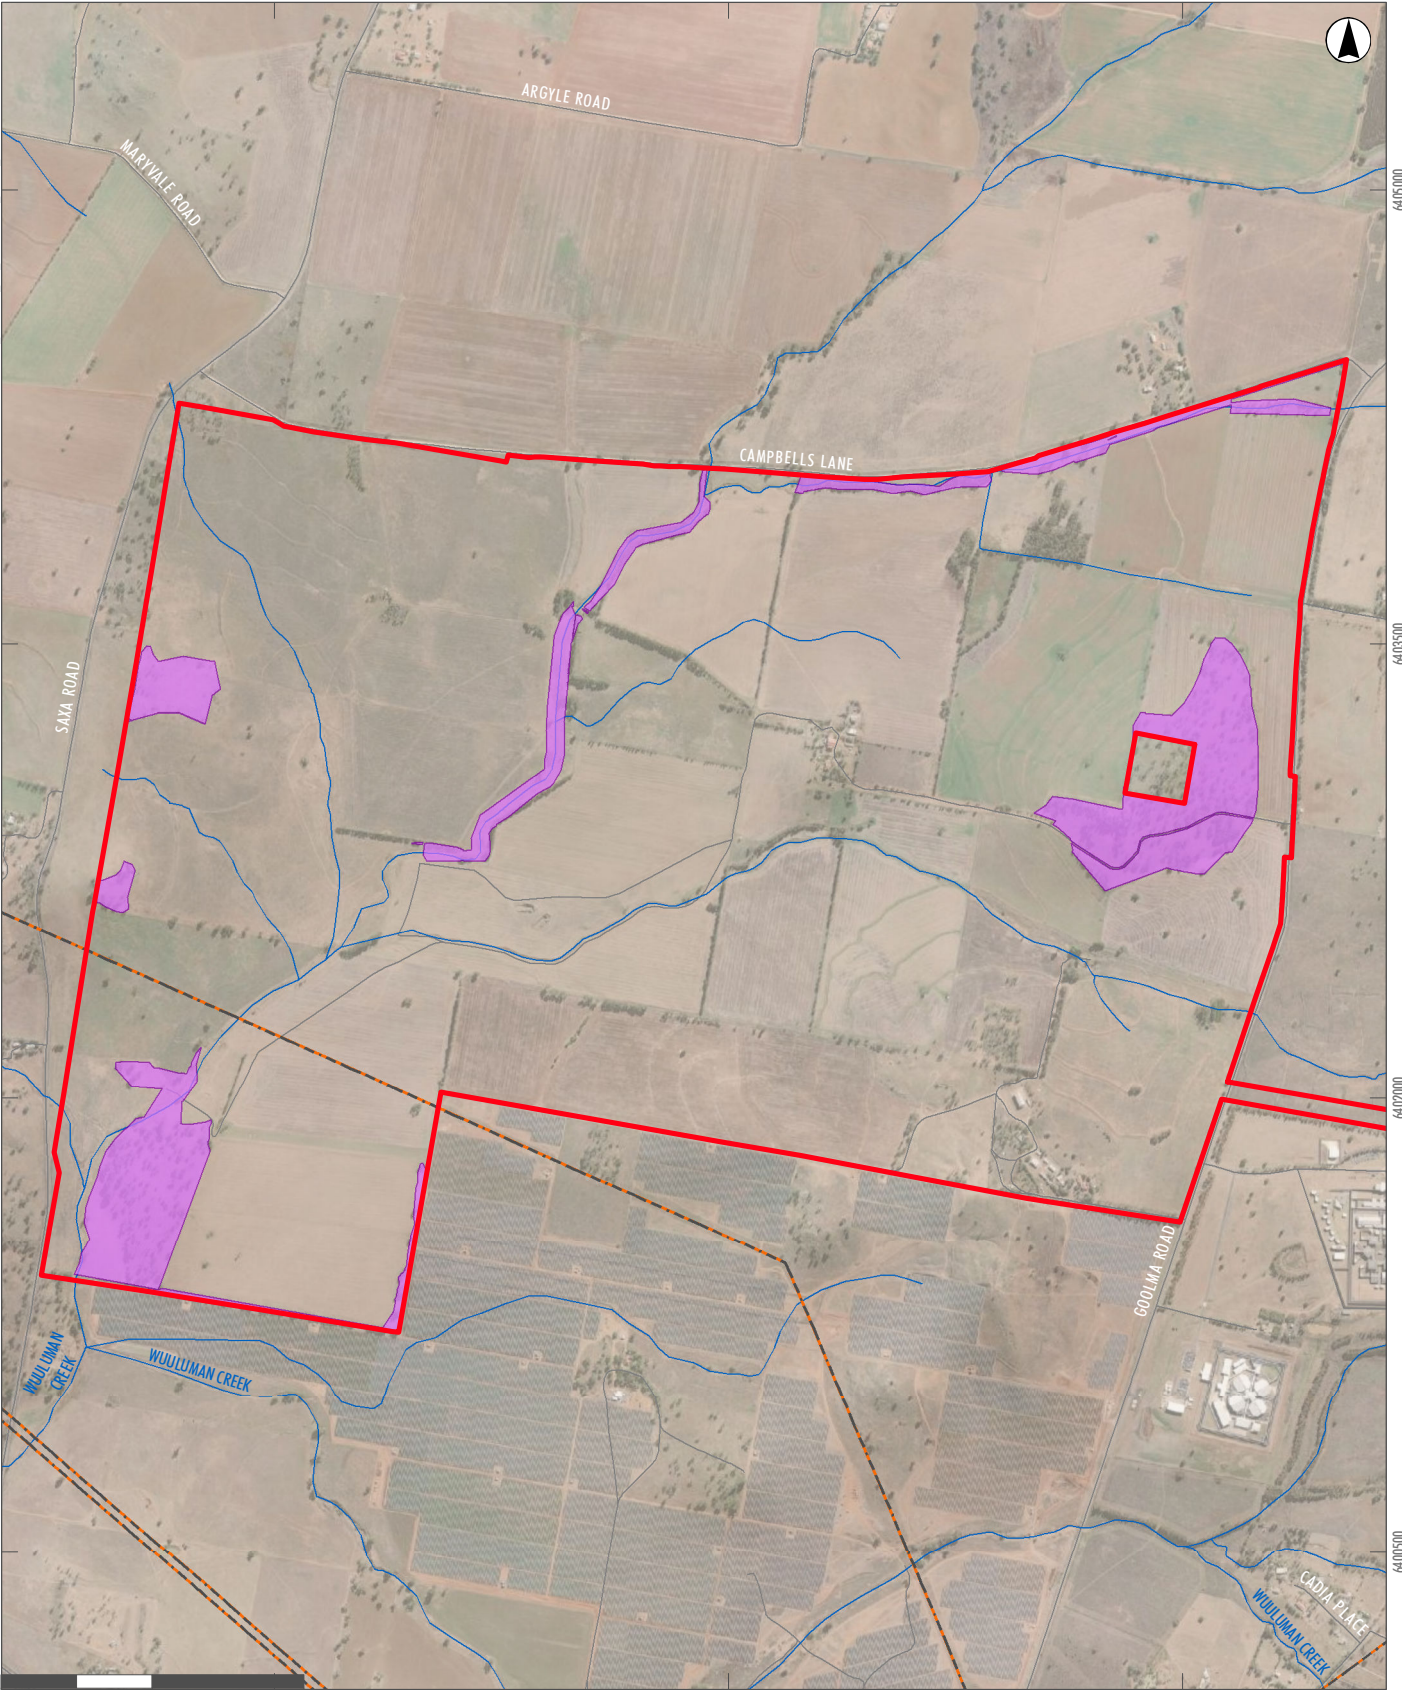 ARGYLE ROAD
MARYVALE ROAD
6405000
CAMPBELLS LANE
SAXA ROAD
6403500
6402000
GOOLMA ROAD
WUULUMAN
CREEK
WUULUMAN CREEK
6400500
CADIA PLACE
WUULUMAN CREEK